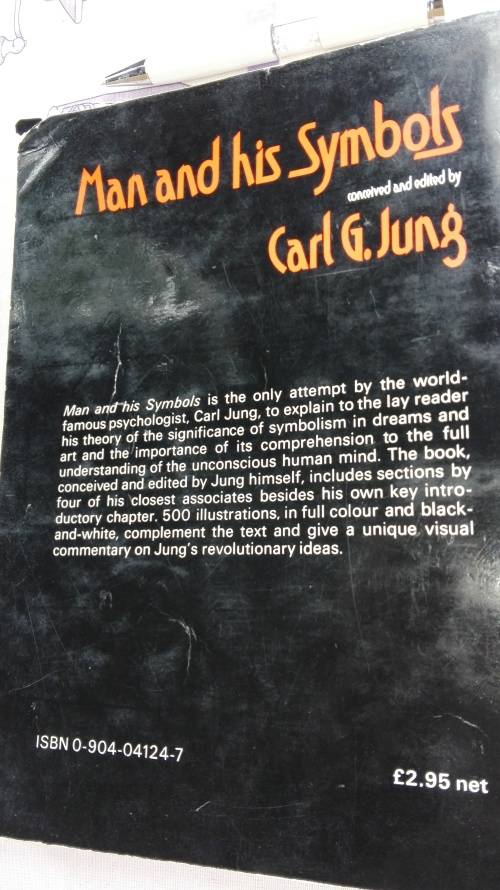 Man and his Symbols
conceived and edited by
Carl G. Jung
Man and his Symbols is the only attempt by the world-
famous psychologist, Carl Jung, to explain to the lay reader
his theory of the significance of symbolism in dreams and
art and the importance of its comprehension to the full
understanding of the unconscious human mind. The book,
conceived and edited by Jung himself, includes sections by
four of his closest associates besides his own key intro-
ductory chapter. 500 illustrations, in full colour and black-
and-white, complement the text and give a unique visual
commentary on Jung's revolutionary ideas.
ISBN 0-904-04124-7
£2.95 net